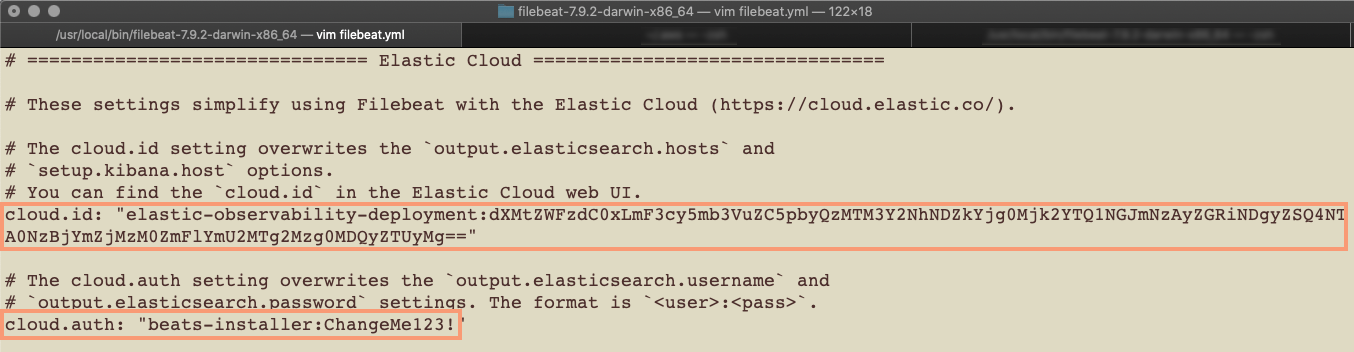 filebeat-7.9.2-darwin-x86_64 — vim filebeat.yml — 122×18
/usr/local/bin/filebeat-7.9.2-darwin-x86_64 — vim filebeat.yml
# =============================== Elastic Cloud ================================
# These settings simplify using Filebeat with the Elastic Cloud (https://cloud.elastic.co/).
# The cloud.id setting overwrites the `output.elasticsearch.hosts` and
# `setup.kibana.host` options.
# You can find the `cloud.id` in the Elastic Cloud web UI.
cloud.id: "elastic-observability-deployment:dXMtZWFzdC0xLmF3cy5mb3VuZC5pbyQzMTM3Y2NhNDZkYjg0Mjk2YTQ1NGJmNzAyZGRiNDgyZSQ4NT
A0NzBjYmZjMzM0ZmFlYmU2MTg2Mzg0MDQyZTUyMg=="
# The cloud.auth setting overwrites the `output.elasticsearch.username` and
# `output.elasticsearch.password` settings. The format is `<user>:<pass>`.
cloud.auth: "beats-installer:ChangeMe123!"